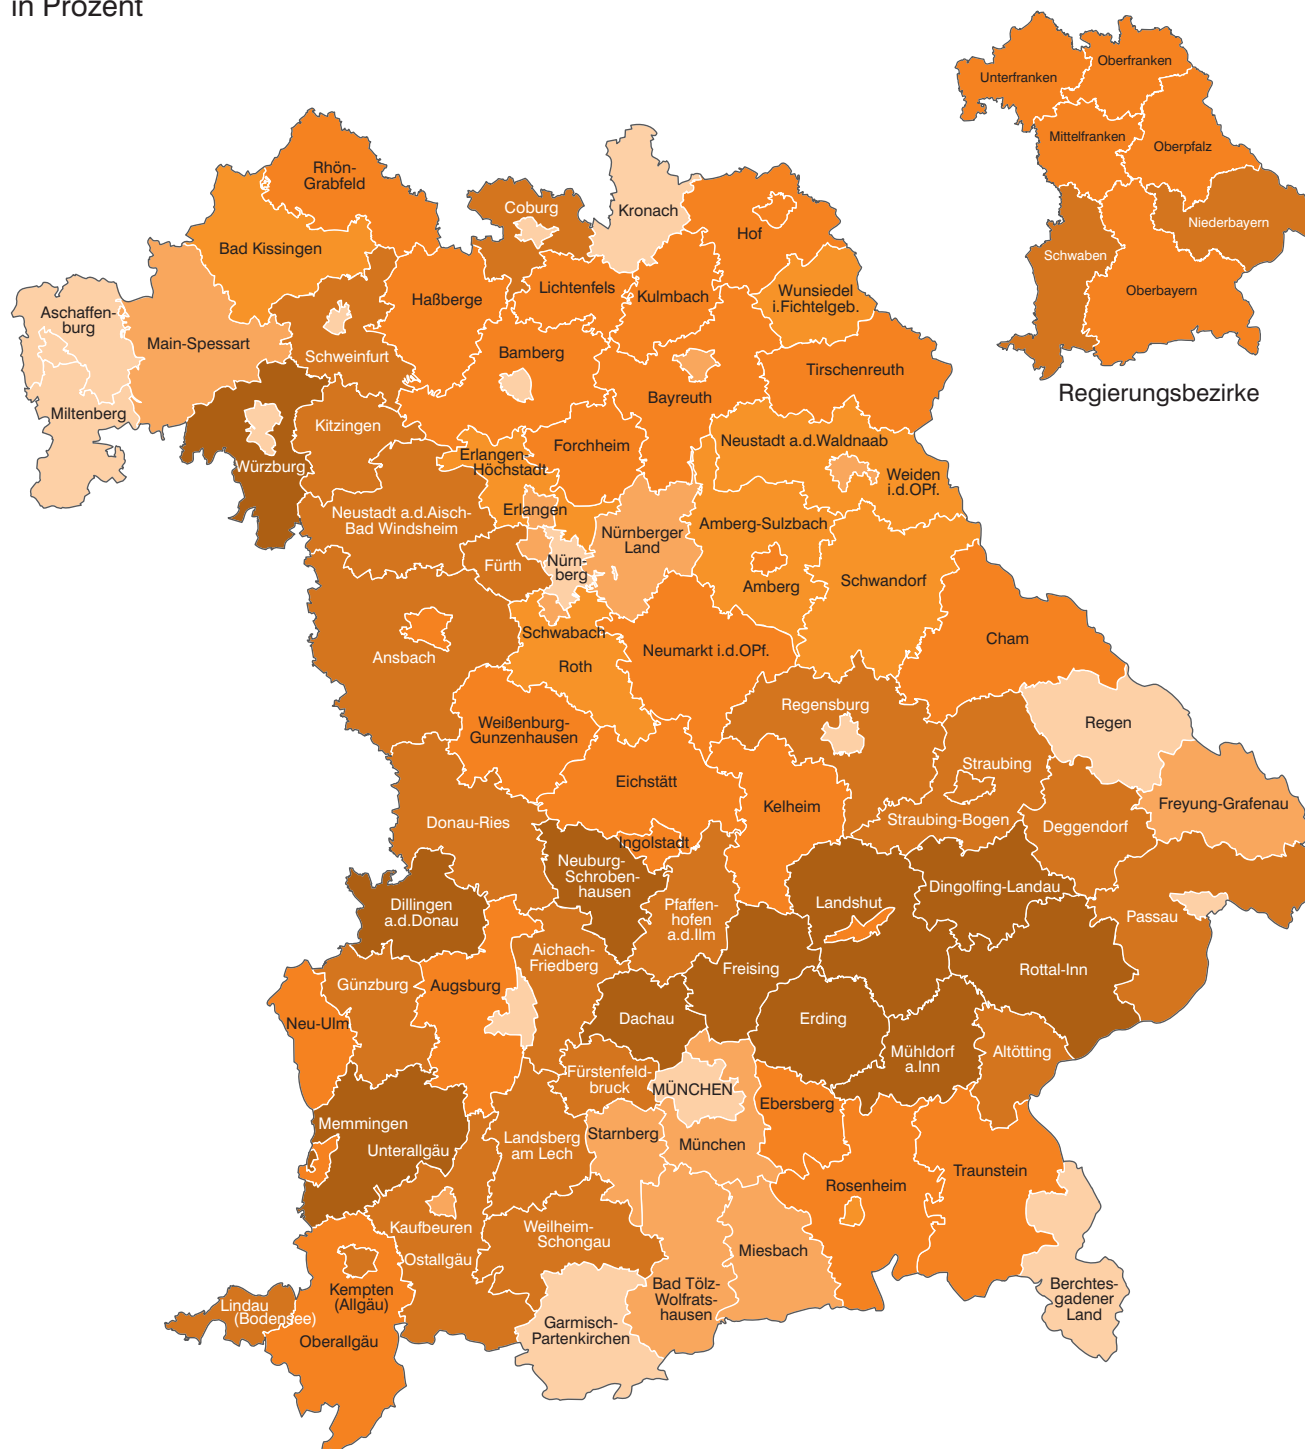 in Prozent
Oberfranken
Unterfranken
Mittelfranken
Oberpfalz
Niederbayern
Schwaben
Oberbayern
Regierungsbezirke
Rhön-
Grabfeld
Coburg
Kronach
Hof
Bad Kissingen
Haßberge
Lichtenfels
Kulmbach
Wunsiedel
i.Fichtelgeb.
Aschaffen-
burg
Main-Spessart
Schweinfurt
Bamberg
Tirschenreuth
Bayreuth
Miltenberg
Kitzingen
Würzburg
Forchheim
Erlangen-
Höchstadt
Neustadt a.d.Waldnaab
Weiden
i.d.OPf.
Neustadt a.d.Aisch-
Bad Windsheim
Erlangen
Nürnberger
Land
Amberg-Sulzbach
Fürth
Nürn-
berg
Amberg
Schwandorf
Ansbach
Schwabach
Roth
Neumarkt i.d.OPf.
Cham
Regensburg
Regen
Weißenburg-
Gunzenhausen
Eichstätt
Straubing
Kelheim
Freyung-Grafenau
Donau-Ries
Ingolstadt
Straubing-Bogen
Deggendorf
Neuburg-
Schroben-
hausen
Dillingen
a.d.Donau
Pfaffen-
hofen
a.d.Ilm
Landshut
Dingolfing-Landau
Passau
Aichach-
Friedberg
Günzburg
Augsburg
Freising
Rottal-Inn
Neu-Ulm
Dachau
Erding
Mühldorf
a.Inn
Altötting
Fürstenfeld-
bruck
MÜNCHEN
Ebersberg
Memmingen
Unterallgäu
Landsberg
am Lech
Starnberg
München
Traunstein
Rosenheim
Kaufbeuren
Ostallgäu
Weilheim-
Schongau
Miesbach
Kempten
(Allgäu)
Bad Tölz-
Wolfrats-
hausen
Berchtes-
gadener
Land
Lindau
(Bodensee)
Oberallgäu
Garmisch-
Partenkirchen